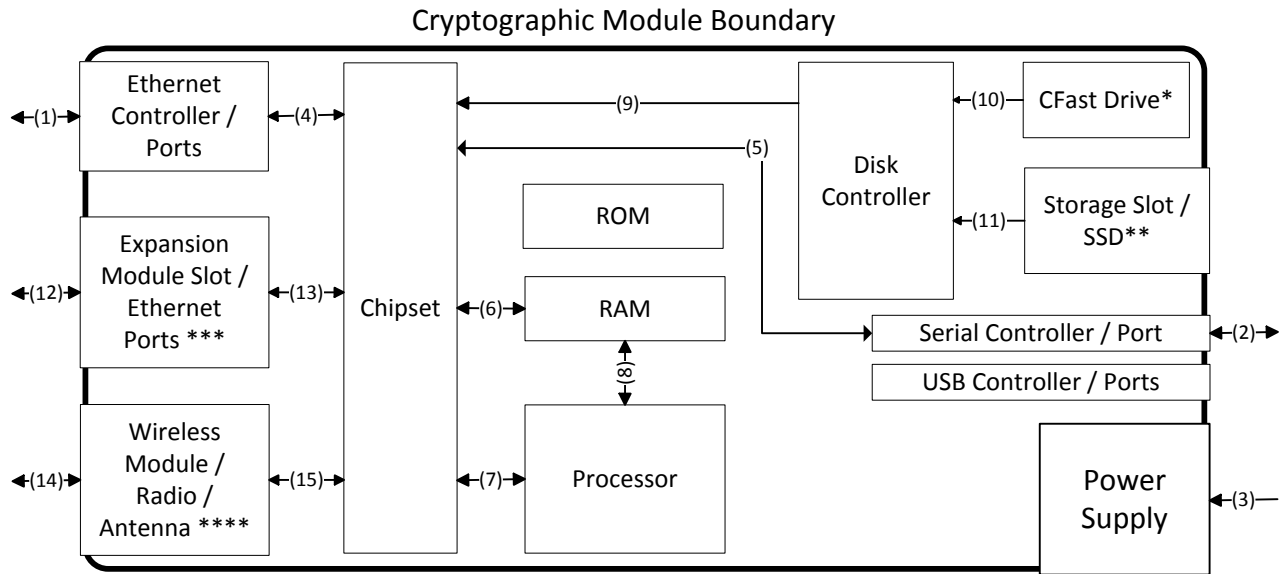 Cryptographic Module Boundary
Ethernet
Controller /
Ports
(1)
(4)
Expansion
Module Slot /
Ethernet
Ports ***
(12)
(13)
Wireless
Module /
Radio /
Antenna ****
(14)
(15)
Chipset
(9)
(5)
ROM
(6)
RAM
(8)
(7)
Processor
Disk
Controller
(10)
CFast Drive*
(11)
Storage Slot /
SSD**
Serial Controller / Port
(2)
USB Controller / Ports
Power
Supply
(3)